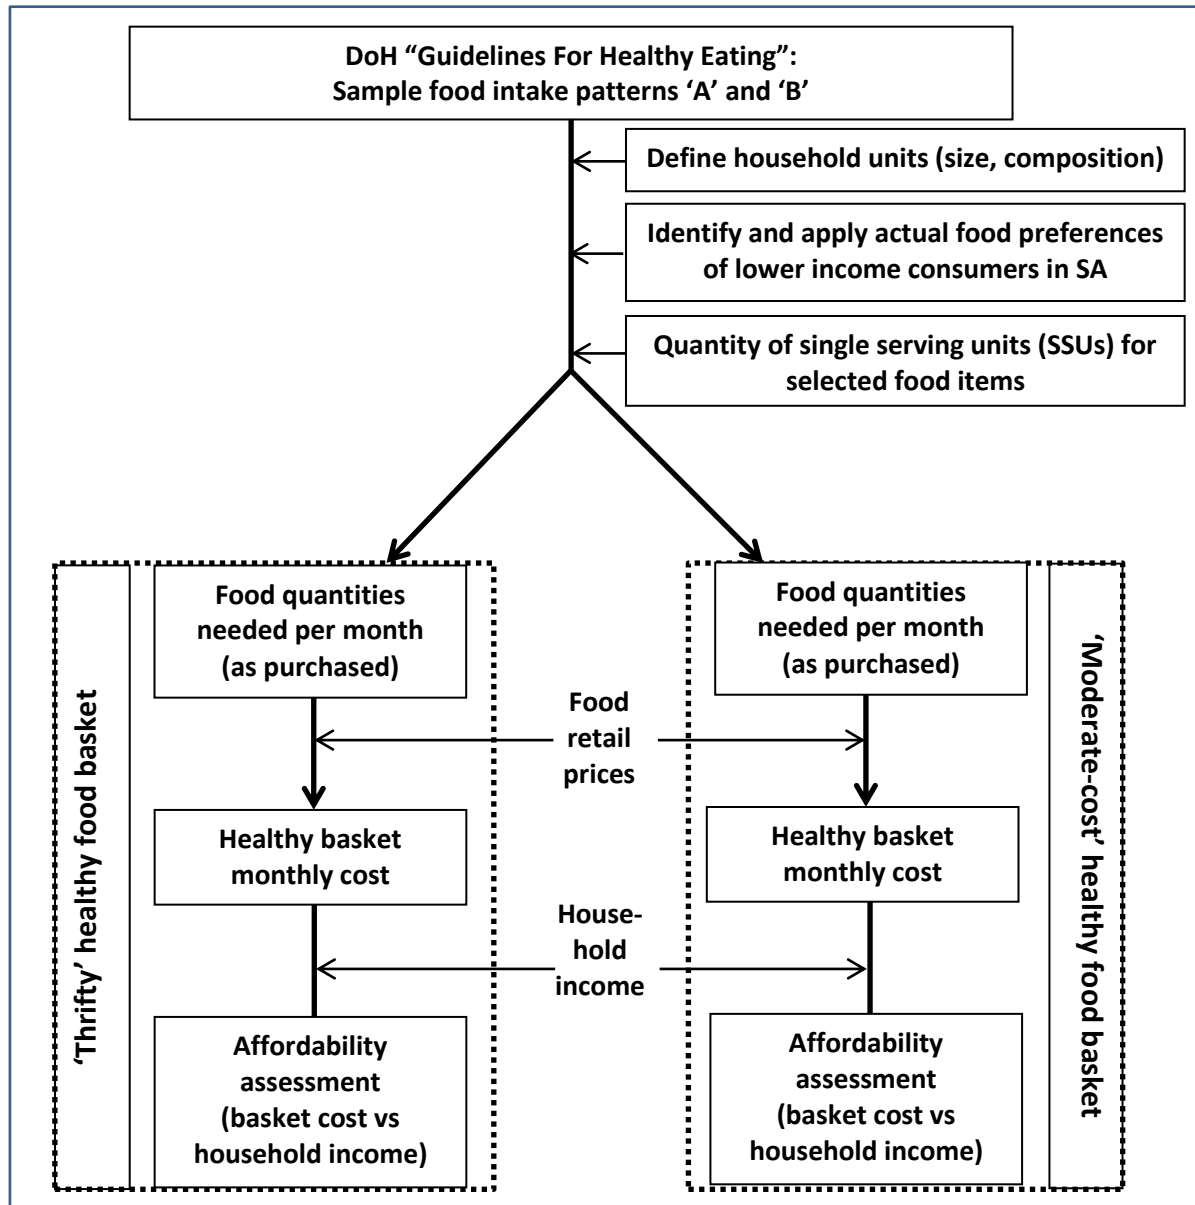 DoH “Guidelines For Healthy Eating”:
Sample food intake patterns ‘A’ and ‘B’
Define household units (size, composition)
Identify and apply actual food preferences
of lower income consumers in SA
Quantity of single serving units (SSUs) for
selected food items
‘Thrifty’ healthy food basket
Food quantities
needed per month
(as purchased)
Healthy basket
monthly cost
Affordability
assessment
(basket cost vs
household income)
Food
retail
prices
House-
hold
income
Food quantities
needed per month
(as purchased)
Healthy basket
monthly cost
Affordability
assessment
(basket cost vs
household income)
‘Moderate-cost’ healthy food basket